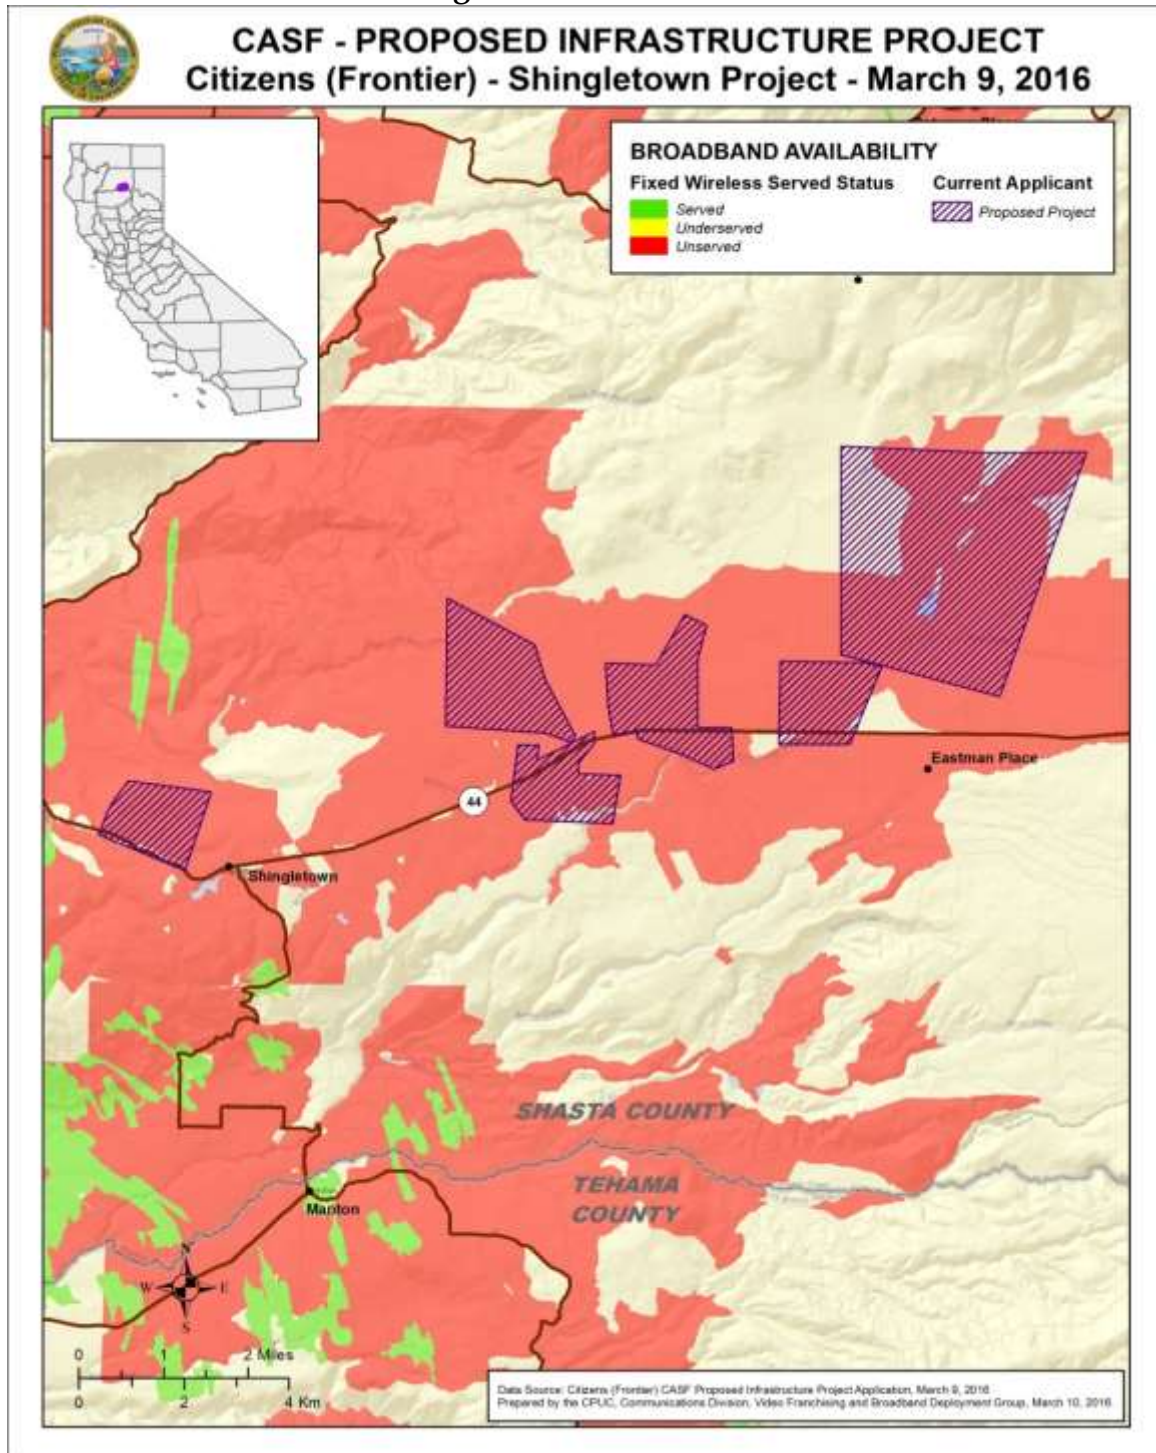 CASF - PROPOSED INFRASTRUCTURE PROJECT
Citizens (Frontier) - Shingletown Project - March 9, 2016
BROADBAND AVAILABILITY
Fixed Wireless Served Status
Current Applicant
Served
Proposed Project
Underserved
Unserved
Eastman Place
44
Shingletown
SHASTA COUNTY
TEHAMA
COUNTY
Manton
N
W E
S
0 1 2 Miles
0 2 4 Km
Data Source: Citizens (Frontier) CASF Proposed Infrastructure Project Application, March 9, 2016
Prepared by the CPUC, Communications Division, Video Franchising and Broadband Deployment Group, March 10, 2016